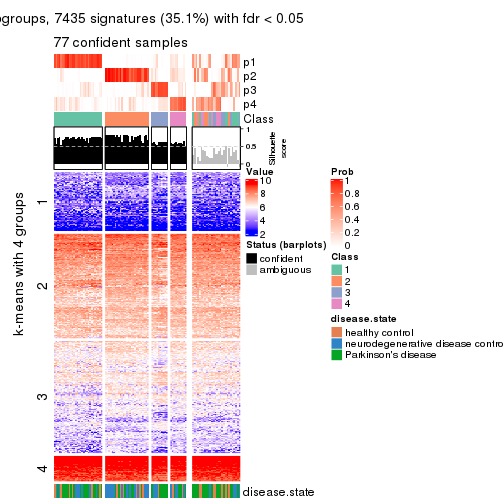 ogroups, 7435 signatures (35.1%) with fdr < 0.05
77 confident samples
p1
p2
p3
p4
Class
1
0.5
0
Silhouette
score
k-means with 4 groups
1
2
3
4
disease.state
Value
10
8
6
4
2
Status (barplots)
confident
ambiguous
Prob
1
0.8
0.6
0.4
0.2
0
Class
1
2
3
4
disease.state
healthy control
neurodegenerative disease contro
Parkinson's disease